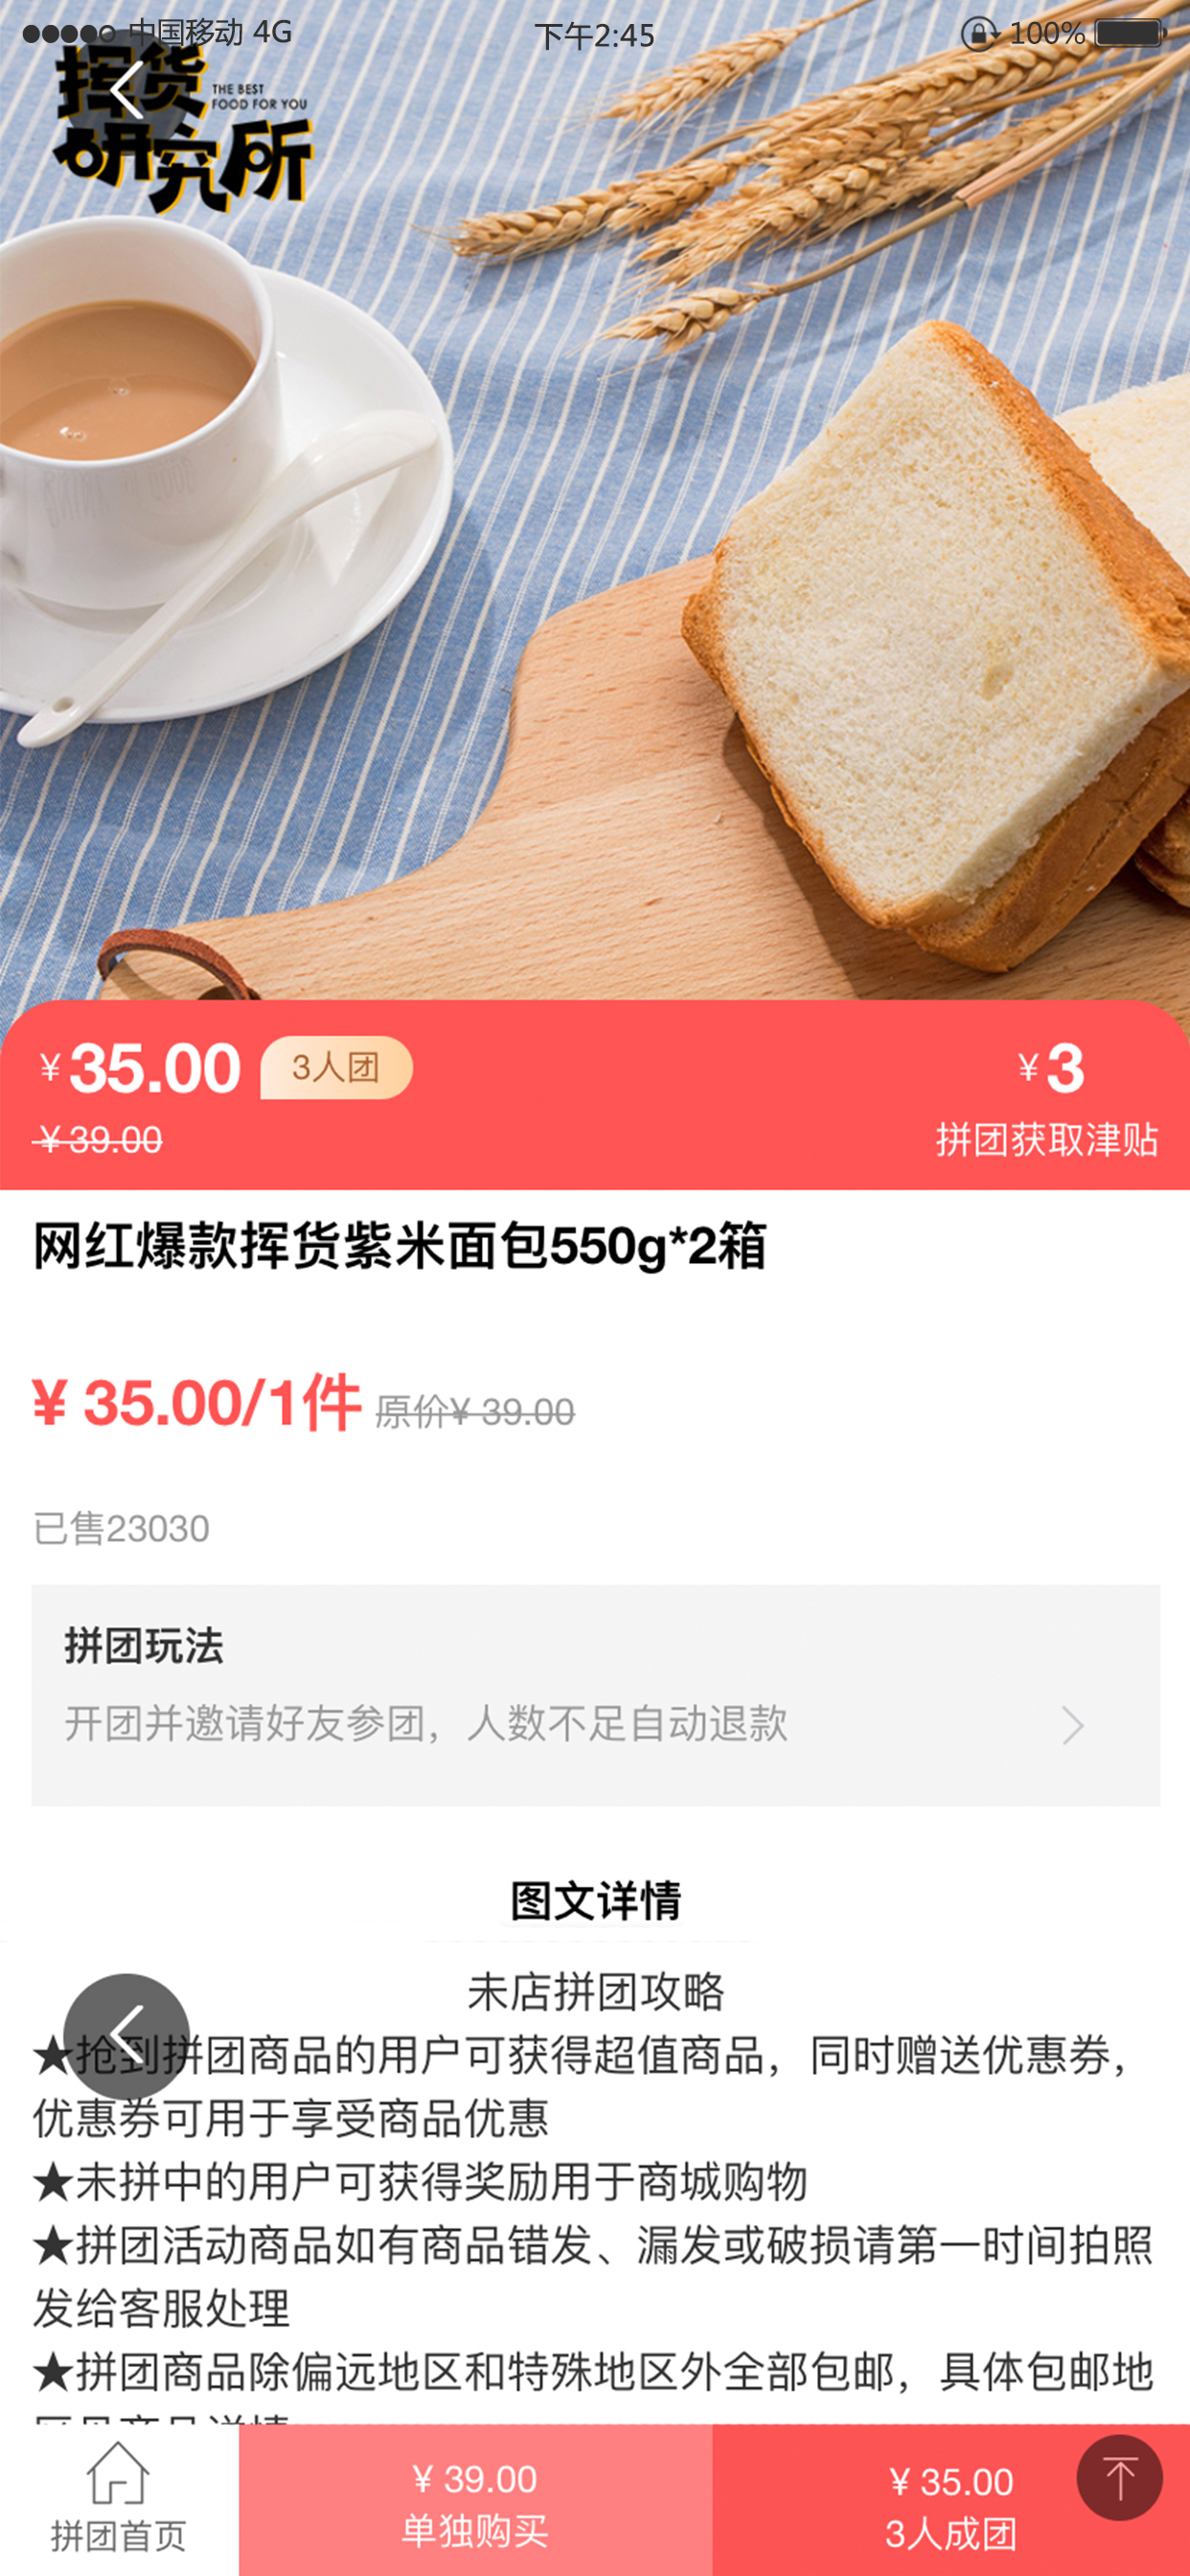 中国移动 4G 下午2:45 100%
挥货
THE BEST
FOOD FOR YOU
研究所
¥35.00 3人团 ¥3
¥39.00 拼团获取津贴
网红爆款挥货紫米面包550g*2箱
¥ 35.00/1件 原价¥ 39.00
已售23030
拼团玩法
开团并邀请好友参团，人数不足自动退款
图文详情
未店拼团攻略
★抢到拼团商品的用户可获得超值商品，同时赠送优惠券，
优惠券可用于享受商品优惠
★未拼中的用户可获得奖励用于商城购物
★拼团活动商品如有商品错发、漏发或破损请第一时间拍照
发给客服处理
★拼团商品除偏远地区和特殊地区外全部包邮，具体包邮地
¥ 39.00 ¥ 35.00
拼团首页 单独购买 3人成团